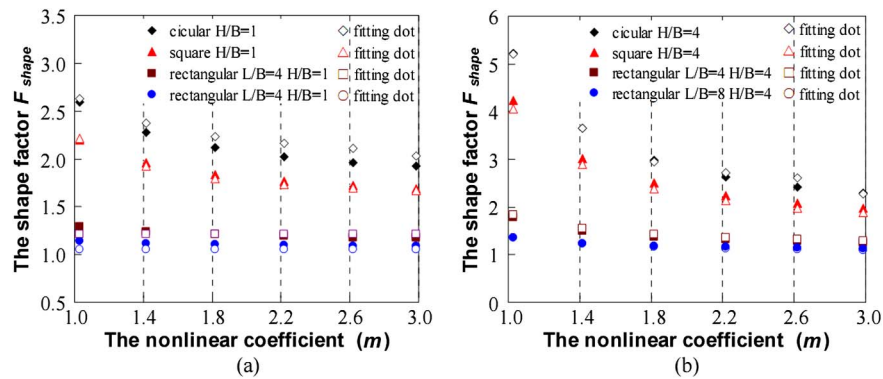 (a)
cicular H/B=1 fitting dot
square H/B=1 fitting dot
rectangular L/B=4 H/B=1 fitting dot
rectangular L/B=4 H/B=1 fitting dot
The shape factor F shape
3.5
3.0
2.5
2.0
1.5
1.0
0.5
1.0 1.4 1.8 2.2 2.6 3.0
The nonlinear coefficient (m)
(a)
(b)
cicular H/B=4 fitting dot
square H/B=4 fitting dot
rectangular L/B=4 H/B=4 fitting dot
rectangular L/B=8 H/B=4 fitting dot
The shape factor F shape
6
5
4
3
2
1
0
1.0 1.4 1.8 2.2 2.6 3.0
The nonlinear coefficient (m)
(b)